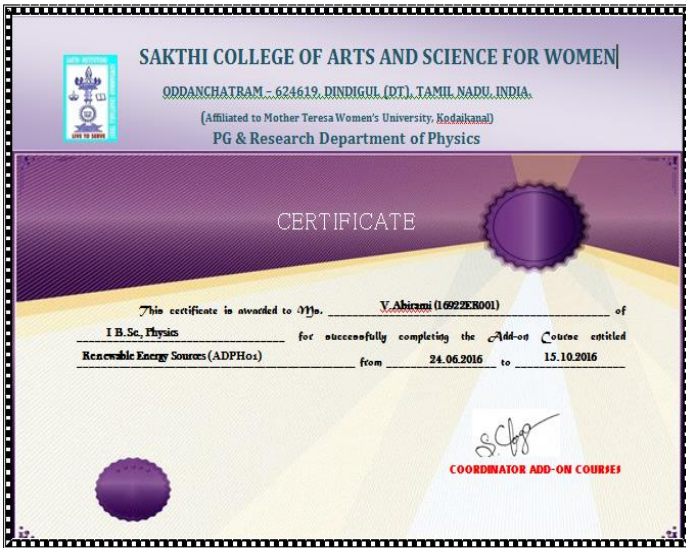 SAKTHI COLLEGE OF ARTS AND SCIENCE FOR WOMEN
ODDANCHATRAM – 624619, DINDIGUL (DT), TAMIL NADU, INDIA.
(Affiliated to Mother Teresa Women's University, Kodaikanal)
PG & Research Department of Physics
LIVE TO SERVE
CERTIFICATE
This certificate is awarded to Ms. V.Abirami of
I B.Sc., Physics for successfully completing the Add-on Course entitled
Renewable Energy Sources (ADPH01) from 24.06.2016 to 15.10.2016
COORDINATOR ADD-ON COURSES